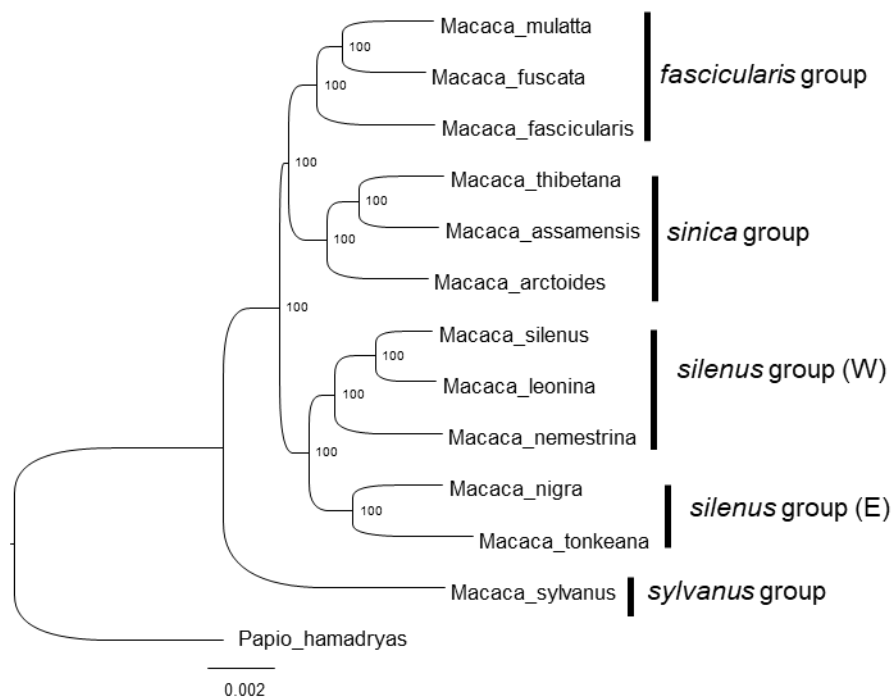 Macaca_mulatta
100
Macaca_fuscata
fascicularis group
100
Macaca_fascicularis
100
Macaca_thibetana
100
Macaca_assamensis
sinica group
100
Macaca_arctoides
100
Macaca_silenus
100
silenus group (W)
Macaca_leonina
100
Macaca_nemestrina
100
Macaca_nigra
silenus group (E)
100
Macaca_tonkeana
Macaca_sylvanus
sylvanus group
Papio_hamadryas
0.002